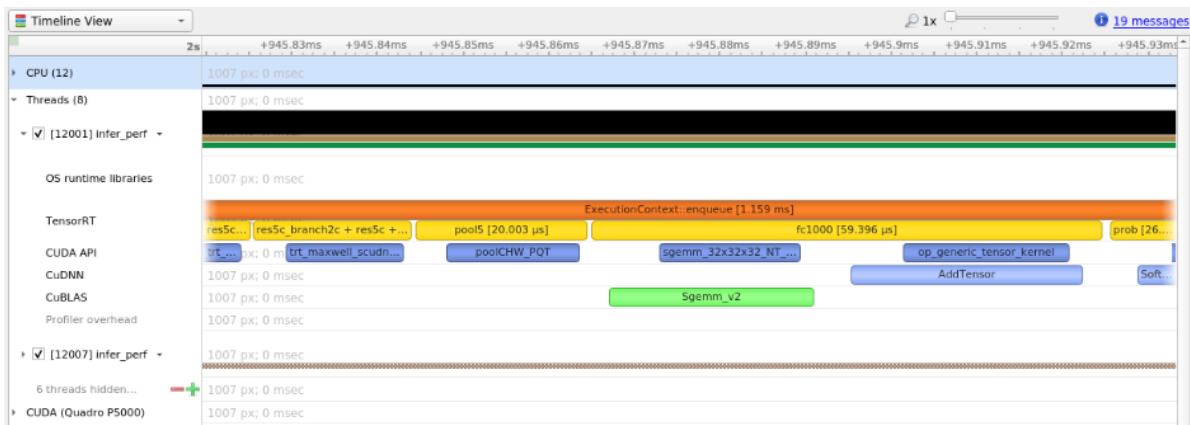 Timeline View 1x 19 messages
2s +945.83ms +945.84ms +945.85ms +945.86ms +945.87ms +945.88ms +945.89ms +945.9ms +945.91ms +945.92ms +945.93ms
CPU (12) 1007 px; 0 msec
Threads (8) 1007 px; 0 msec
[12001] infer_perf
OS runtime libraries 1007 px; 0 msec
ExecutionContext::enqueue [1.159 ms]
TensorRT
res5c... res5c_branch2c + res5c +... pool5 [20.003 µs] fc1000 [59.396 µs] prob [26....
CUDA API trt_... px; 0 m trt_maxwell_scudn... poolCHW_PQT sgemm_32x32x32_NT_... op_generic_tensor_kernel
CuDNN 1007 px; 0 msec AddTensor Soft...
CuBLAS 1007 px; 0 msec Sgemm_v2
Profiler overhead 1007 px; 0 msec
[12007] infer_perf 1007 px; 0 msec
6 threads hidden... 1007 px; 0 msec
CUDA (Quadro P5000) 1007 px; 0 msec